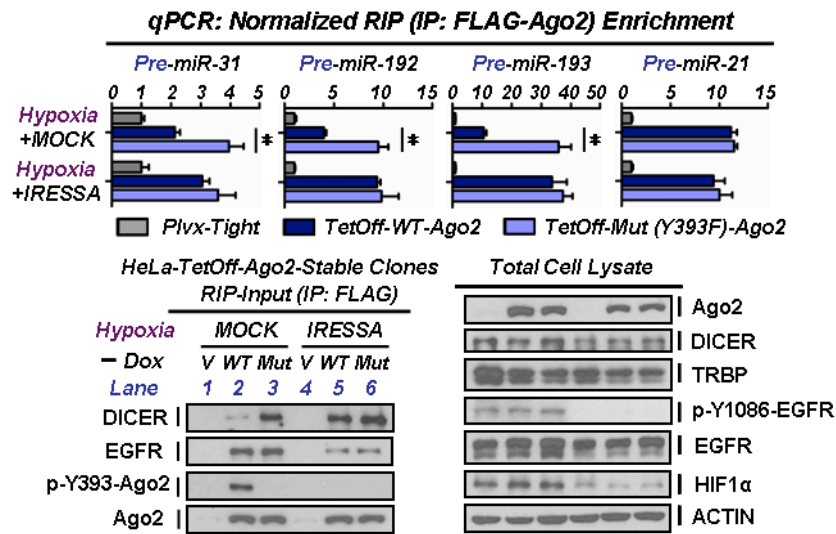 qPCR: Normalized RIP (IP: FLAG-Ago2) Enrichment
Pre-miR-31 Pre-miR-192 Pre-miR-193 Pre-miR-21
0 1 2 3 4 5 0 5 10 15 0 10 20 30 40 50 0 5 10 15
Hypoxia
+MOCK
* * *
Hypoxia
+IRESSA
Plvx-Tight TetOff-WT-Ago2 TetOff-Mut (Y393F)-Ago2
HeLa-TetOff-Ago2-Stable Clones
RIP-Input (IP: FLAG)
Hypoxia MOCK IRESSA
– Dox V WT Mut V WT Mut
Lane 1 2 3 4 5 6
DICER
EGFR
p-Y393-Ago2
Ago2
Total Cell Lysate
Ago2
DICER
TRBP
p-Y1086-EGFR
EGFR
HIF1α
ACTIN